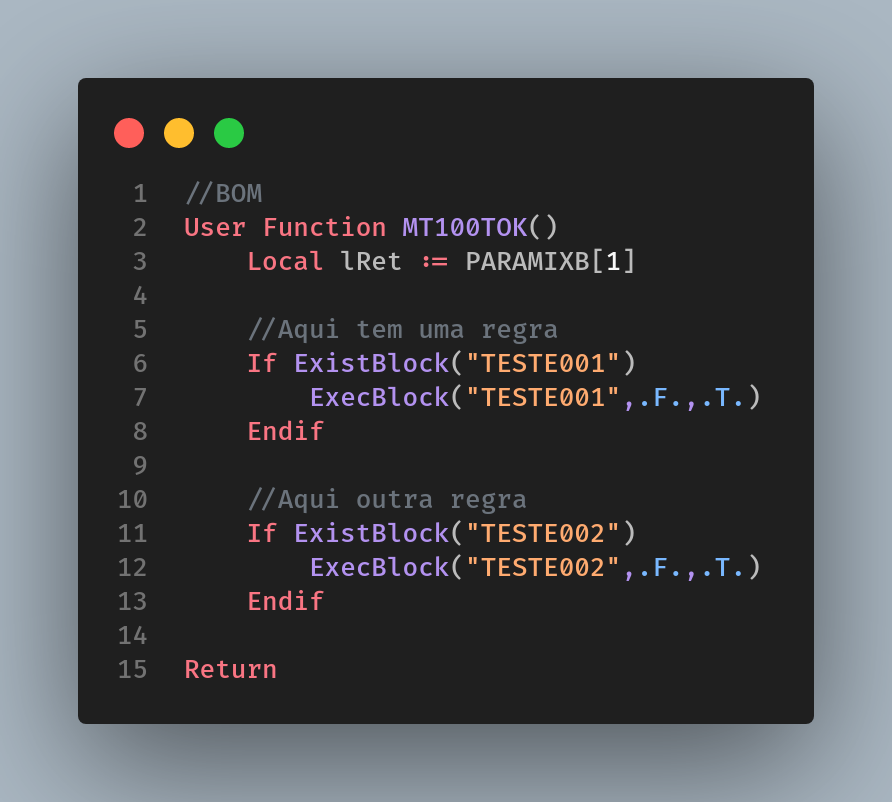 1 //BOM
2 User Function MT100TOK()
3     Local lRet := PARAMIXB[1]
4
5     //Aqui tem uma regra
6     If ExistBlock("TESTE001")
7         ExecBlock("TESTE001",.F.,.T.)
8     Endif
9
10     //Aqui outra regra
11     If ExistBlock("TESTE002")
12         ExecBlock("TESTE002",.F.,.T.)
13     Endif
14
15 Return